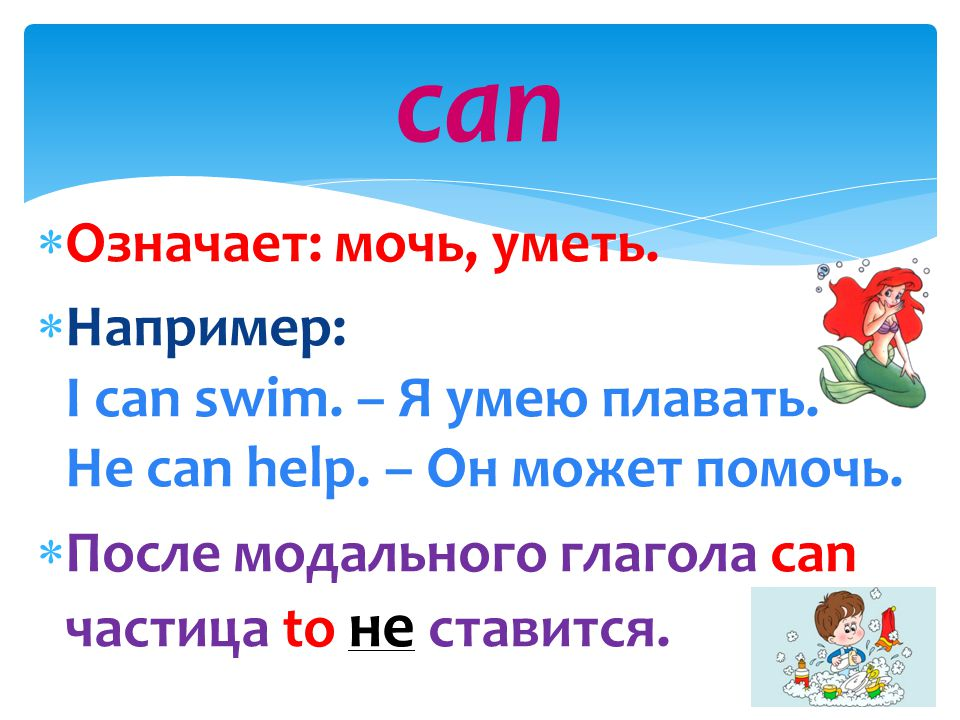 can
*Означает: мочь, уметь.
*Например:
I can swim. – Я умею плавать.
He can help. – Он может помочь.
*После модального глагола can
частица to не ставится.